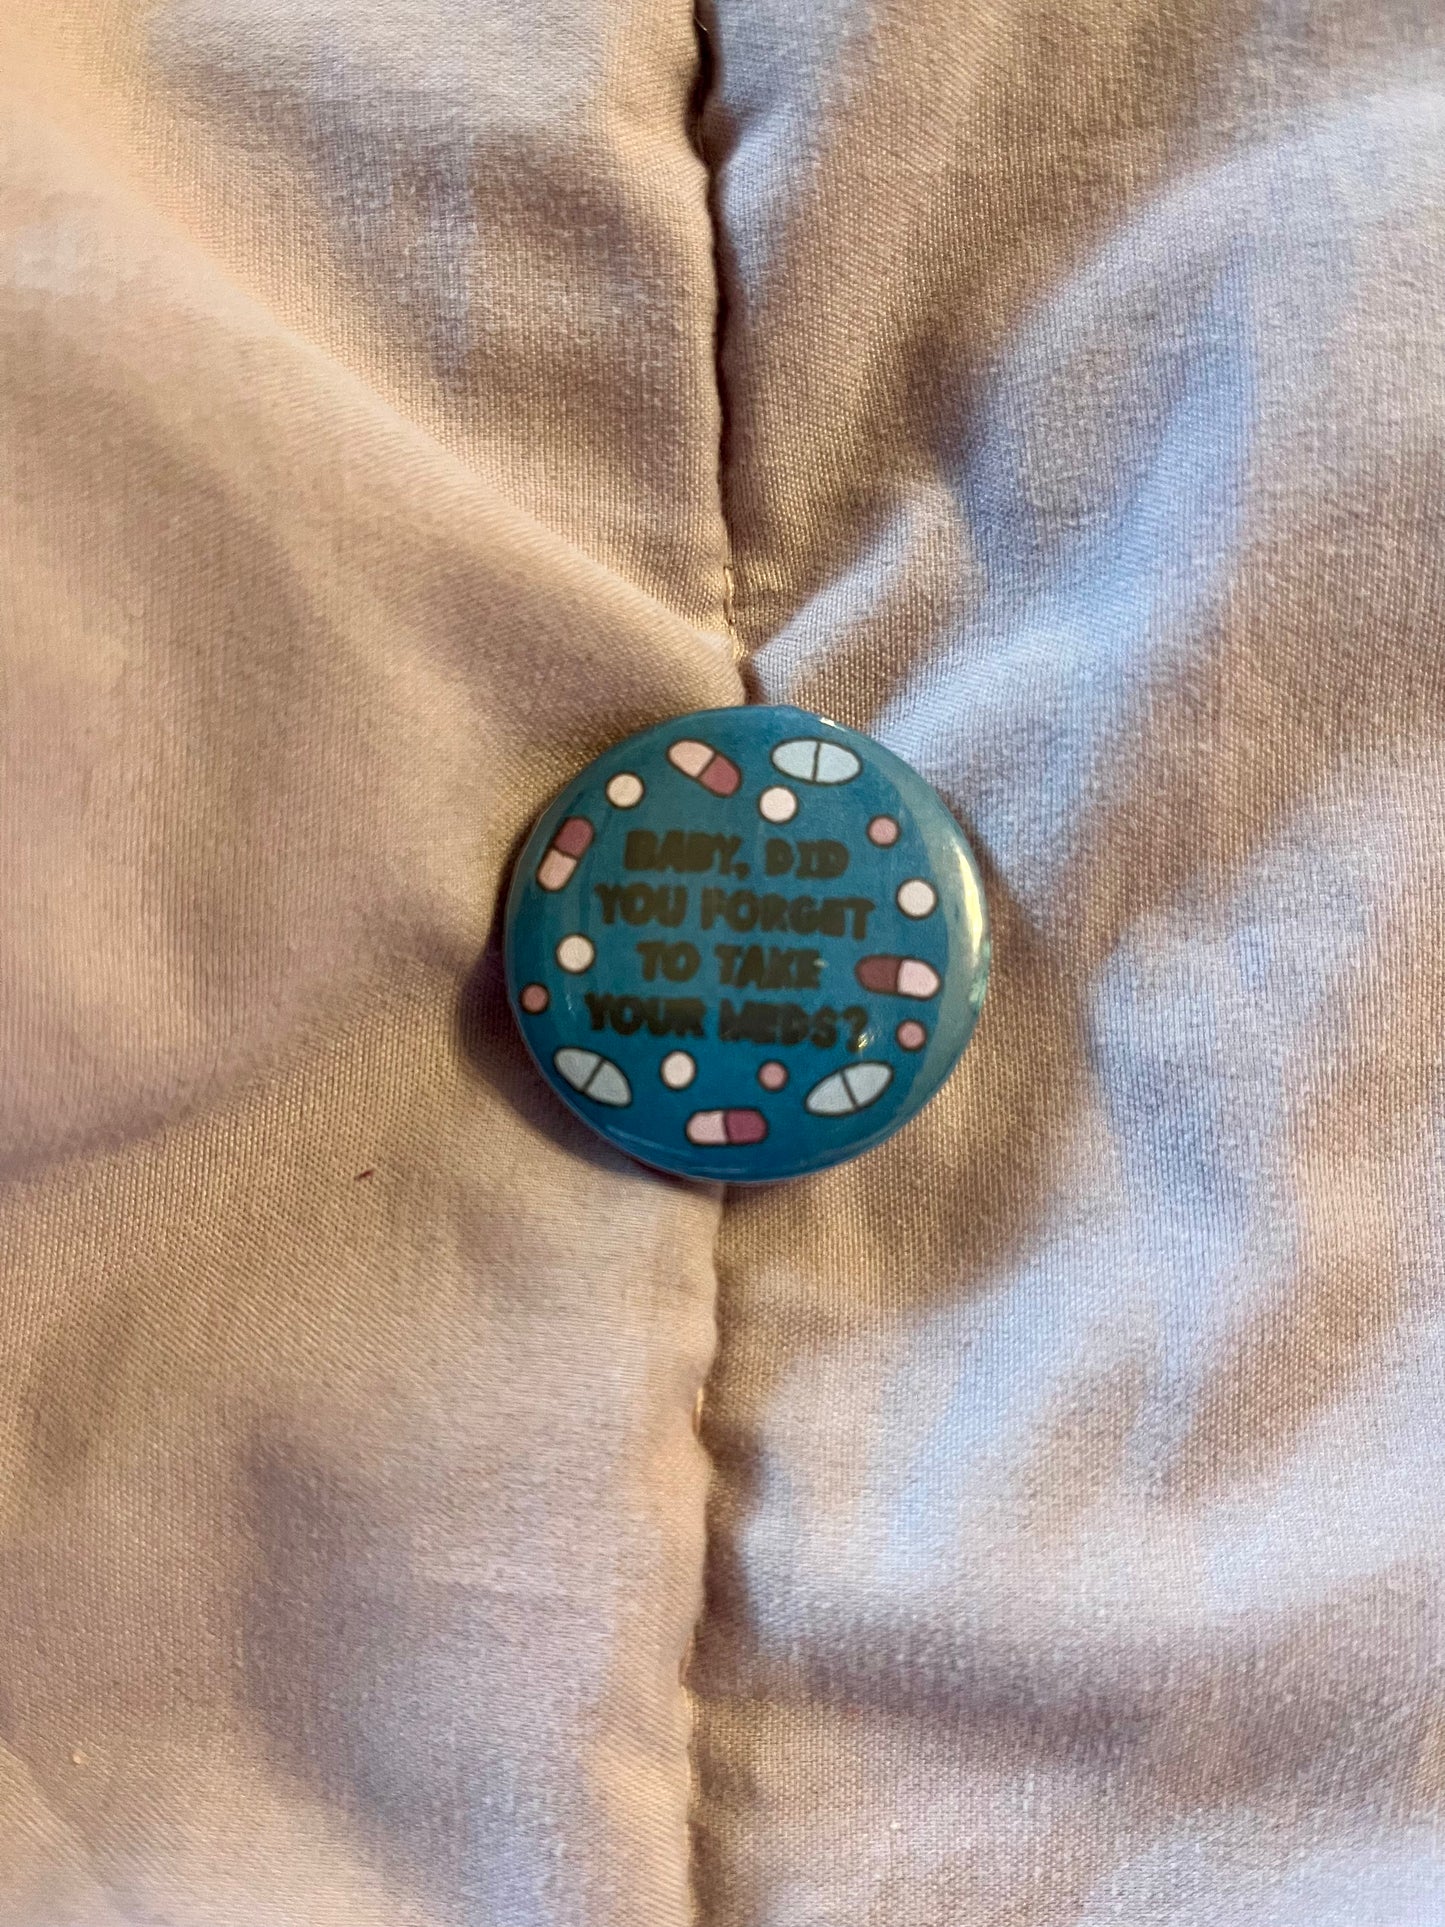 BABY, DID
YOU FORGET
TO TAKE
YOUR MEDS?